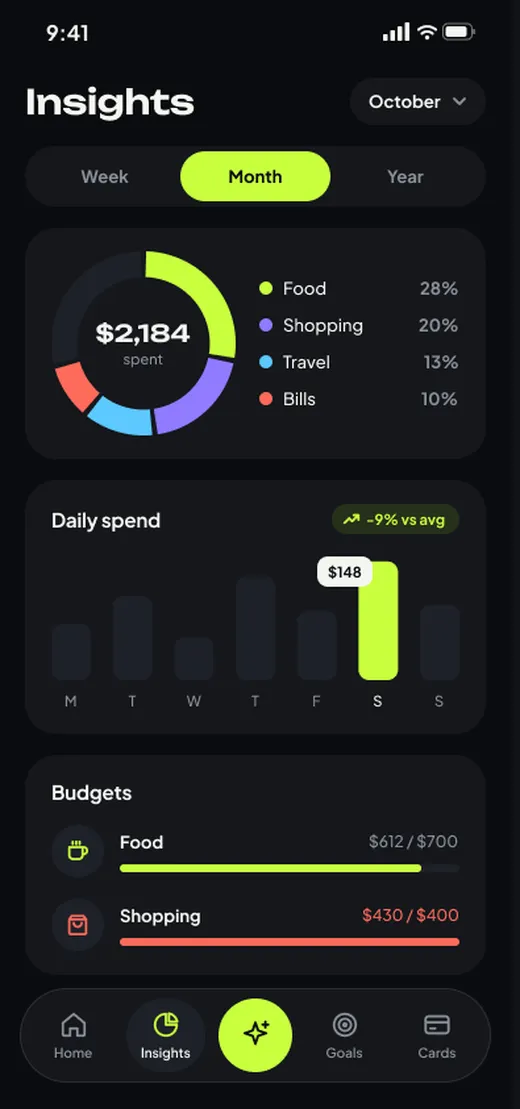 9:41
Insights
October
Week Month Year
$2,184
spent
Food 28%
Shopping 20%
Travel 13%
Bills 10%
Daily spend
-9% vs avg
$148
M T W T F S S
Budgets
Food $612 / $700
Shopping $430 / $400
Home Insights Goals Cards